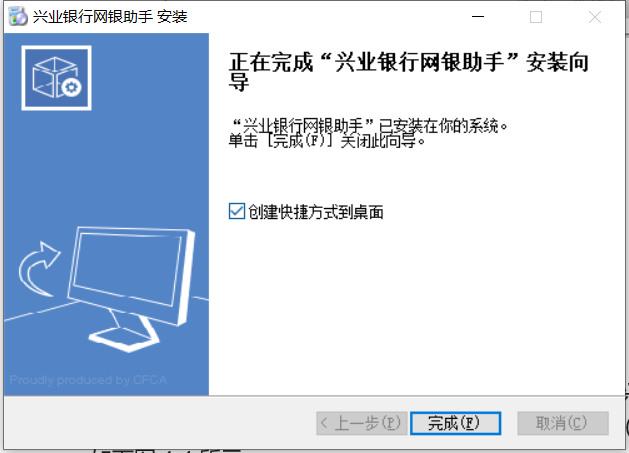 兴业银行网银助手 安装
正在完成“兴业银行网银助手”安装向
导
“兴业银行网银助手”已安装在你的系统。
单击 [完成(F)] 关闭此向导。
创建快捷方式到桌面
Proudly produced by CFCA
< 上一步(P)
完成(F)
取消(C)